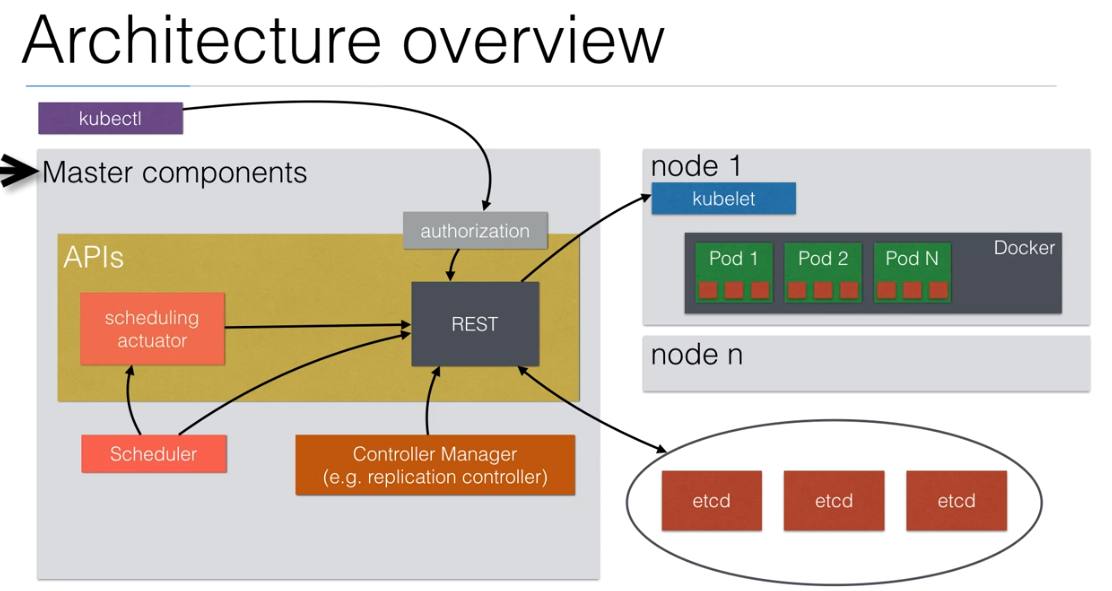 Architecture overview
kubectl
Master components
authorization
APIs
scheduling
actuator
REST
Scheduler
Controller Manager
(e.g. replication controller)
node 1
kubelet
Docker
Pod 1
Pod 2
Pod N
node n
etcd
etcd
etcd